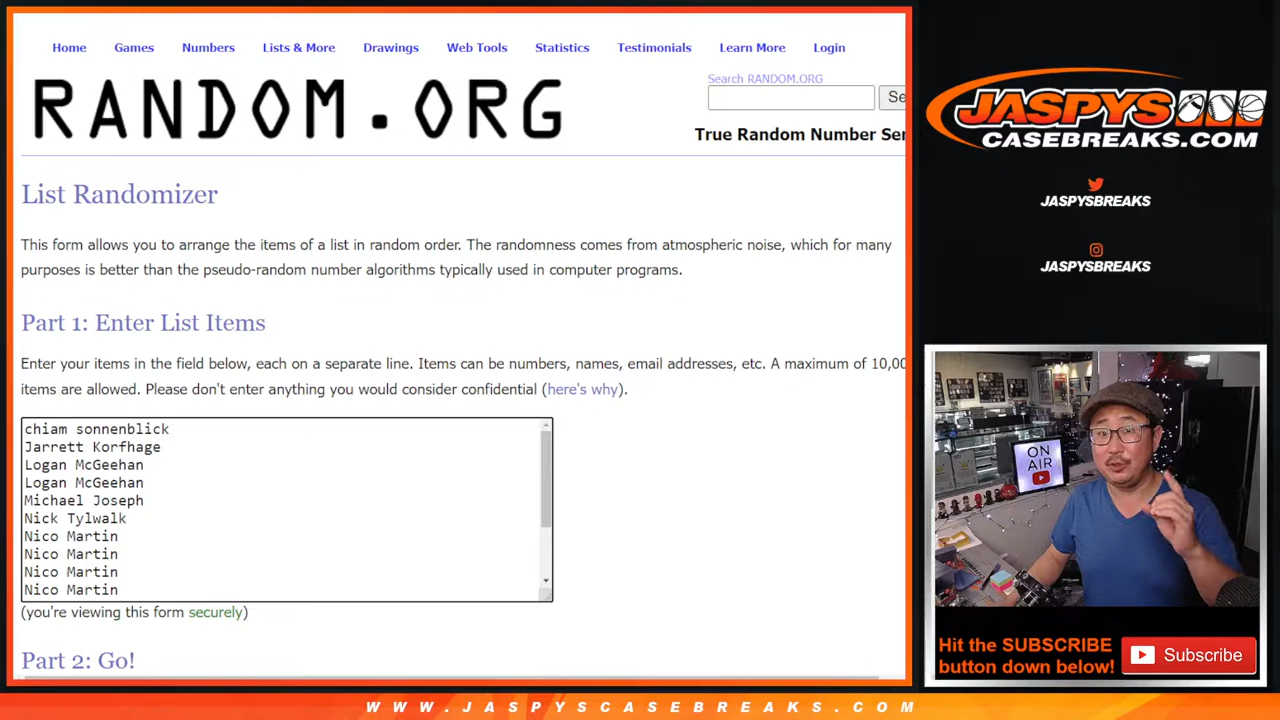 Home Games Numbers Lists & More Drawings Web Tools Statistics Testimonials Learn More Login
RANDOM.ORG
Search RANDOM.ORG
Se
True Random Number Ser
List Randomizer
This form allows you to arrange the items of a list in random order. The randomness comes from atmospheric noise, which for many
purposes is better than the pseudo-random number algorithms typically used in computer programs.
Part 1: Enter List Items
Enter your items in the field below, each on a separate line. Items can be numbers, names, email addresses, etc. A maximum of 10,00
items are allowed. Please don't enter anything you would consider confidential (here's why).
chiam sonnenblick
Jarrett Korfhage
Logan McGeehan
Logan McGeehan
Michael Joseph
Nick Tylwalk
Nico Martin
Nico Martin
Nico Martin
Nico Martin
(you're viewing this form securely)
Part 2: Go!
JASPYS
CASEBREAKS.COM
JASPYSBREAKS
JASPYSBREAKS
ON
AIR
Hit the SUBSCRIBE
button down below!
Subscribe
WWW.JASPYSCASEBREAKS.COM